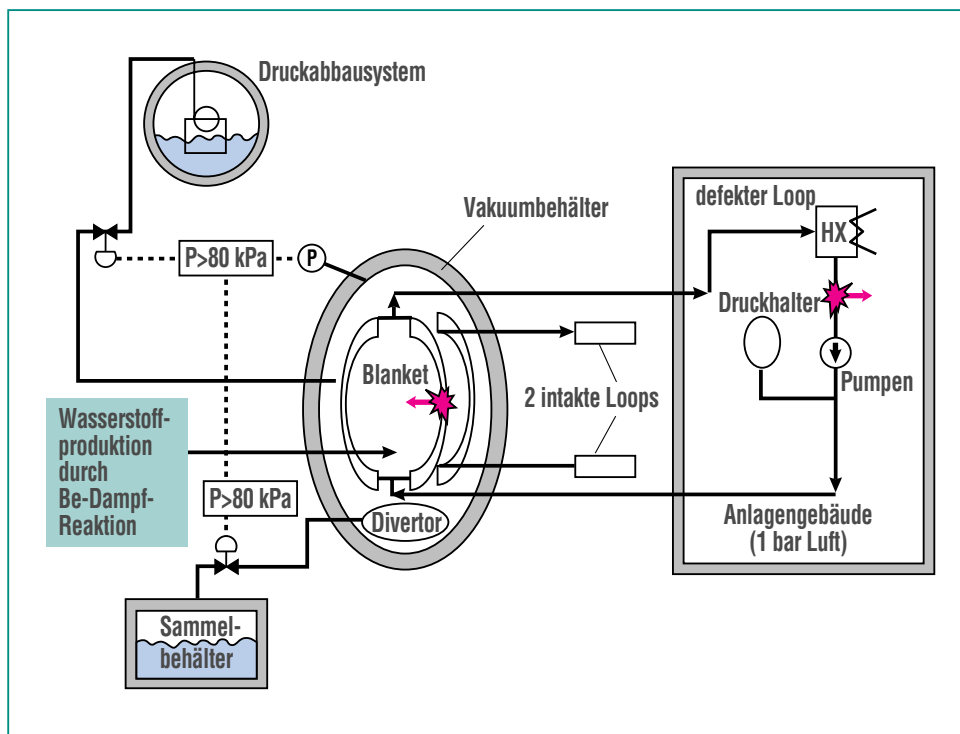 Druckabbausystem
Vakuumbehälter
defekter Loop
HX
P>80 kPa
P
Druckhalter
Pumpen
Blanket
2 intakte Loops
Wasserstoff-
produktion
durch
Be-Dampf-
Reaktion
P>80 kPa
Divertor
Anlagengebäude
(1 bar Luft)
Sammel-
behälter